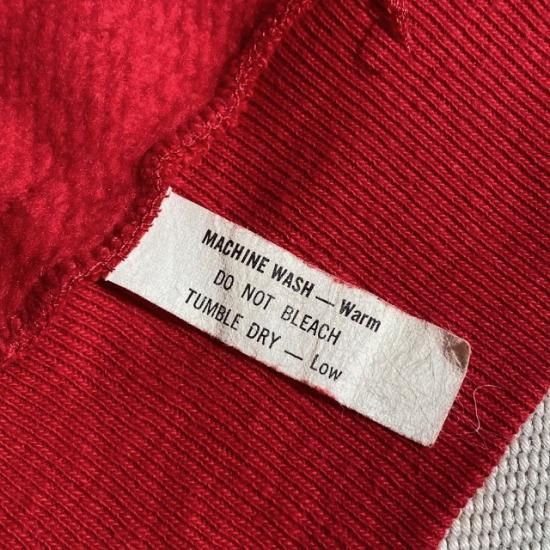 MACHINE WASH — Warm
DO NOT BLEACH
TUMBLE DRY — Low